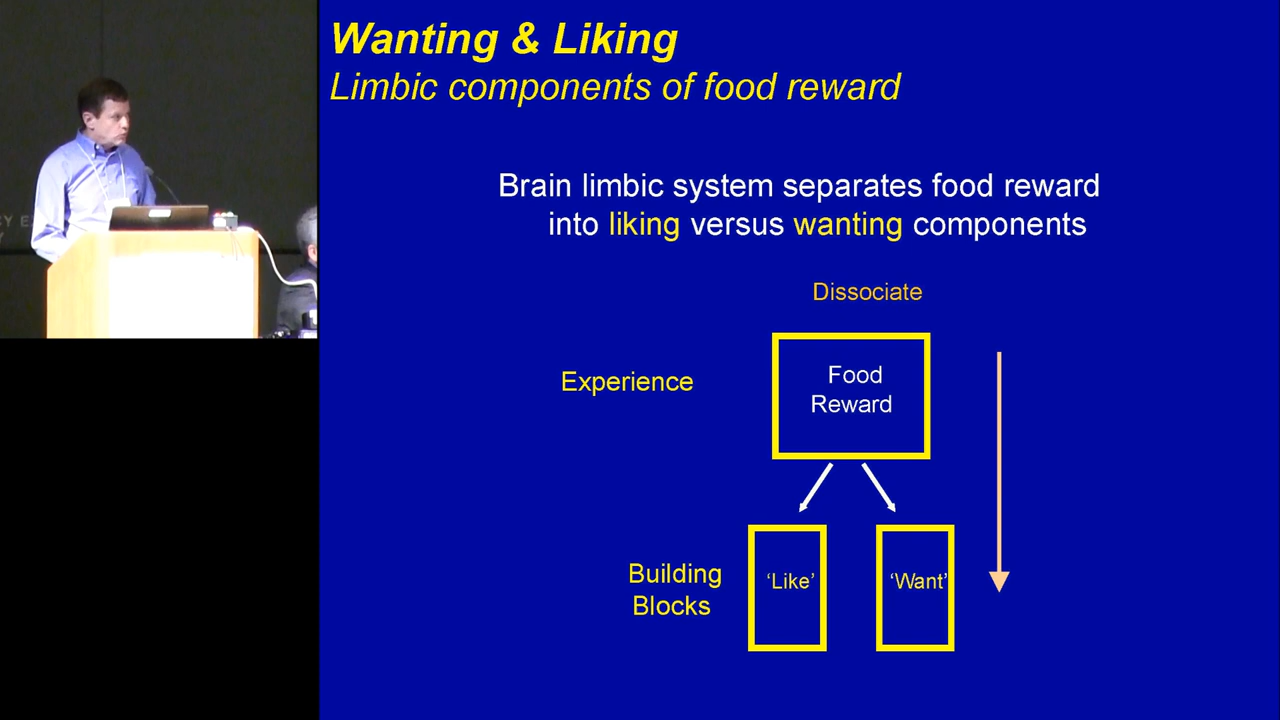 Wanting & Liking
Limbic components of food reward
Brain limbic system separates food reward
into liking versus wanting components
Dissociate
Experience
Food
Reward
Building
Blocks
‘Like’
‘Want’